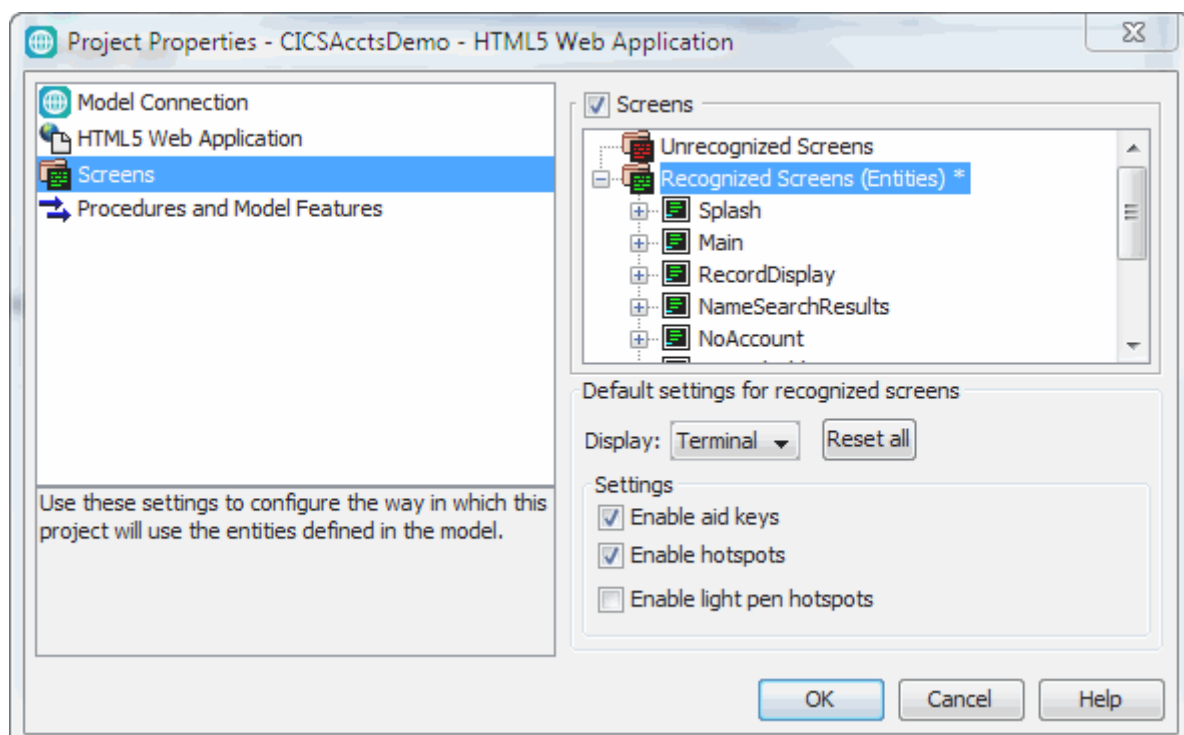 Project Properties - CICSAcctsDemo - HTML5 Web Application
Model Connection
HTML5 Web Application
Screens
Procedures and Model Features
Use these settings to configure the way in which this
project will use the entities defined in the model.
Screens
Unrecognized Screens
Recognized Screens (Entities) *
Splash
Main
RecordDisplay
NameSearchResults
NoAccount
Default settings for recognized screens
Display: Terminal Reset all
Settings
Enable aid keys
Enable hotspots
Enable light pen hotspots
OK Cancel Help